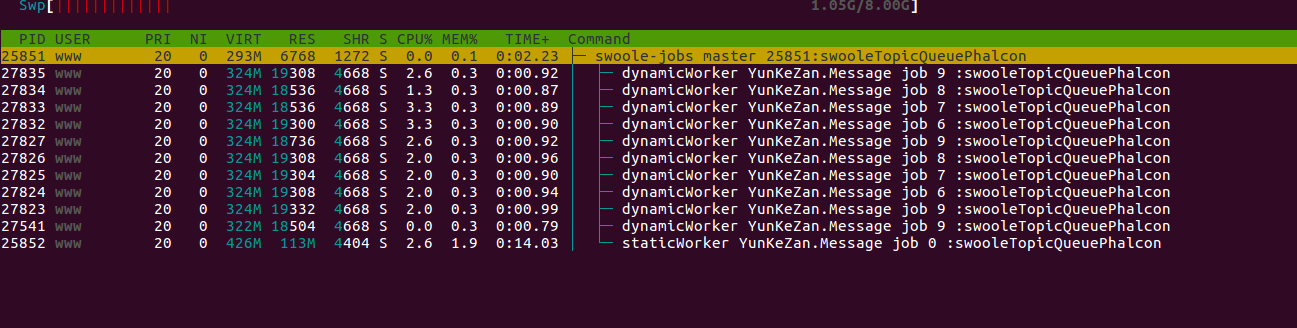 Swp[||||||||||||| 1.05G/8.00G]
PID USER PRI NI VIRT RES SHR S CPU% MEM% TIME+ Command
25851 www 20 0 293M 6768 1272 S 0.0 0.1 0:02.23 ├─ swoole-jobs master 25851:swooleTopicQueuePhalcon
27835 www 20 0 324M 19308 4668 S 2.6 0.3 0:00.92 │ ├─ dynamicWorker YunKeZan.Message job 9 :swooleTopicQueuePhalcon
27834 www 20 0 324M 18536 4668 S 1.3 0.3 0:00.87 │ ├─ dynamicWorker YunKeZan.Message job 8 :swooleTopicQueuePhalcon
27833 www 20 0 324M 18536 4668 S 3.3 0.3 0:00.89 │ ├─ dynamicWorker YunKeZan.Message job 7 :swooleTopicQueuePhalcon
27832 www 20 0 324M 19300 4668 S 3.3 0.3 0:00.90 │ ├─ dynamicWorker YunKeZan.Message job 6 :swooleTopicQueuePhalcon
27827 www 20 0 324M 18736 4668 S 2.6 0.3 0:00.92 │ ├─ dynamicWorker YunKeZan.Message job 9 :swooleTopicQueuePhalcon
27826 www 20 0 324M 19308 4668 S 2.0 0.3 0:00.96 │ ├─ dynamicWorker YunKeZan.Message job 8 :swooleTopicQueuePhalcon
27825 www 20 0 324M 19304 4668 S 2.0 0.3 0:00.90 │ ├─ dynamicWorker YunKeZan.Message job 7 :swooleTopicQueuePhalcon
27824 www 20 0 324M 19308 4668 S 2.0 0.3 0:00.94 │ ├─ dynamicWorker YunKeZan.Message job 6 :swooleTopicQueuePhalcon
27823 www 20 0 324M 19332 4668 S 2.0 0.3 0:00.99 │ ├─ dynamicWorker YunKeZan.Message job 9 :swooleTopicQueuePhalcon
27541 www 20 0 322M 18504 4668 S 0.0 0.3 0:00.79 │ ├─ dynamicWorker YunKeZan.Message job 9 :swooleTopicQueuePhalcon
25852 www 20 0 426M 113M 4404 S 2.6 1.9 0:14.03 │ └─ staticWorker YunKeZan.Message job 0 :swooleTopicQueuePhalcon